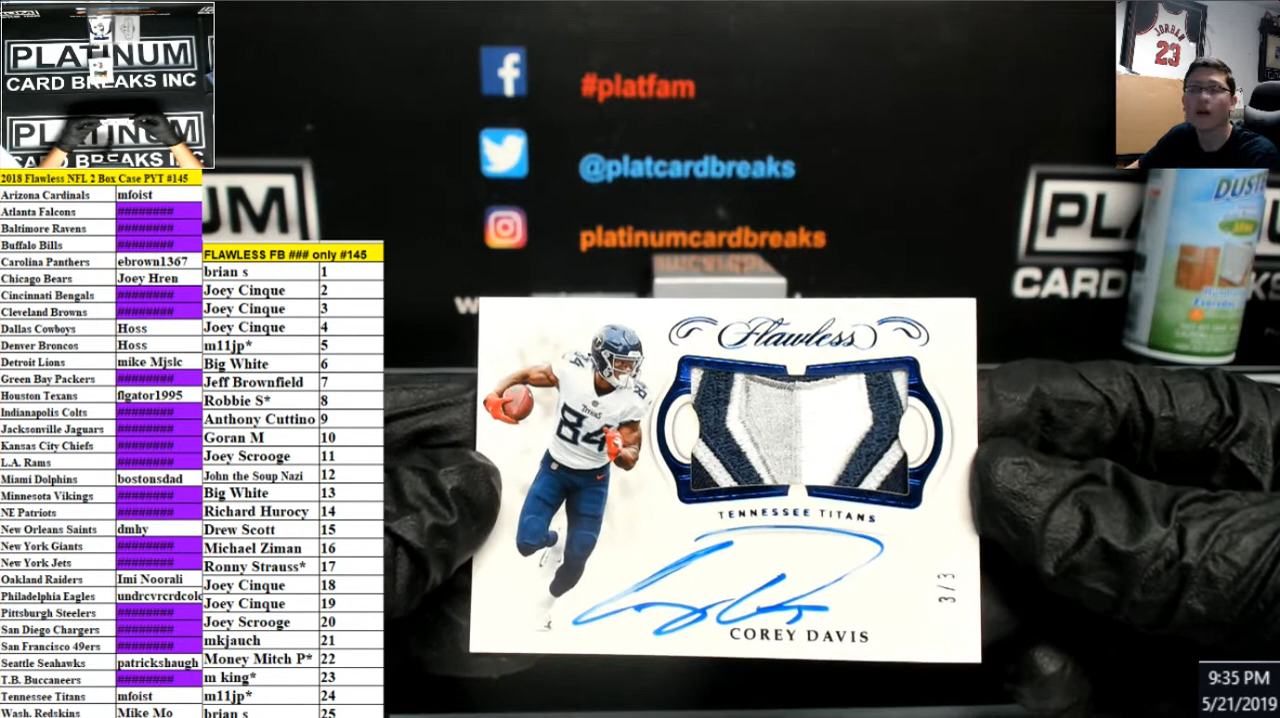 PLATINUM
CARD BREAKS INC
PLATINUM
CARD BREAKS INC
JORDAN
23
#platfam
@platcardbreaks
platinumcardbreaks
DUSTE
UM
PL
CARD
W
2018 Flawless NFL 2 Box Case PYT #145
Arizona Cardinals mfoist
Atlanta Falcons ########
Baltimore Ravens ########
Buffalo Bills ########
Carolina Panthers ebrown1367
Chicago Bears Joey Hren
Cincinnati Bengals ########
Cleveland Browns ########
Dallas Cowboys Hoss
Denver Broncos Hoss
Detroit Lions mike Mjslc
Green Bay Packers ########
Houston Texans flgator1995
Indianapolis Colts ########
Jacksonville Jaguars ########
Kansas City Chiefs ########
L.A. Rams ########
Miami Dolphins bostonsdad
Minnesota Vikings ########
NE Patriots ########
New Orleans Saints dmhy
New York Giants ########
New York Jets ########
Oakland Raiders Imi Noorali
Philadelphia Eagles undrcvrcrdcole
Pittsburgh Steelers ########
San Diego Chargers ########
San Francisco 49ers ########
Seattle Seahawks patrickshaugh
T.B. Buccaneers ########
Tennessee Titans mfoist
Wash. Redskins Mike Mo
FLAWLESS FB ### only #145
brian s 1
Joey Cinque 2
Joey Cinque 3
Joey Cinque 4
m11jp* 5
Big White 6
Jeff Brownfield 7
Robbie S* 8
Anthony Cuttino 9
Goran M 10
Joey Scrooge 11
John the Soup Nazi 12
Big White 13
Richard Hurocy 14
Drew Scott 15
Michael Ziman 16
Ronny Strauss* 17
Joey Cinque 18
Joey Cinque 19
Joey Scrooge 20
mkjauch 21
Money Mitch P* 22
m king* 23
m11jp* 24
brian s 25
Flawless
TITANS
84
TENNESSEE TITANS
COREY DAVIS
3/3
9:35 PM
5/21/2019